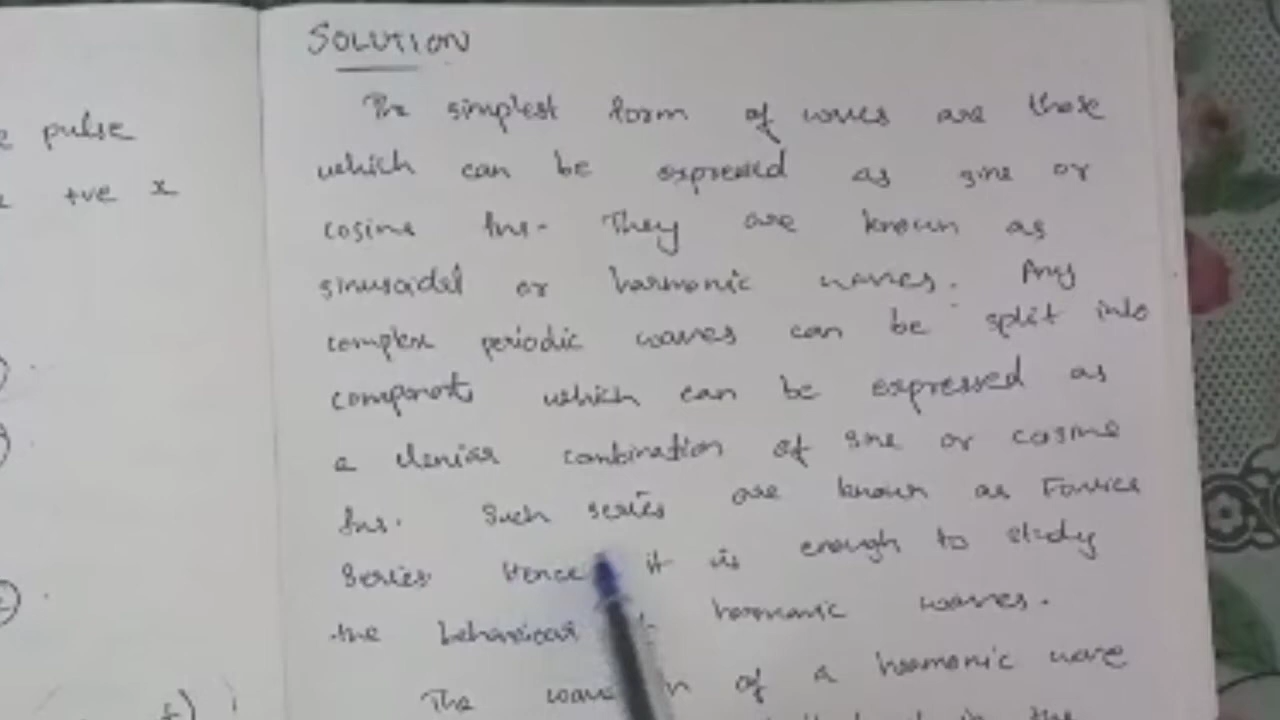 pulse
+ve x
SOLUTION
The simplest form of waves are those
which can be expressed as sine or
cosine fns. They are known as
sinusoidal or harmonic waves. Any
complex periodic waves can be split into
components which can be expressed as
a combination of sine or cosine
fns. Such series are known as Fourier
Series Hence it is enough to study
the behaviour harmonic waves.
The of a harmonic wave